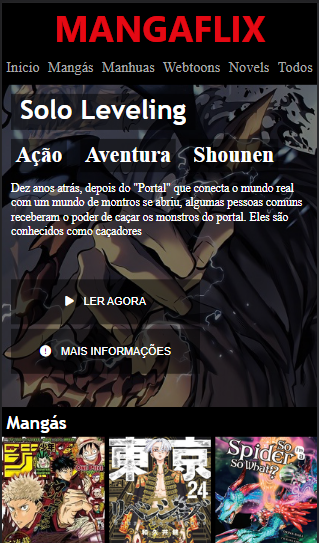 MANGAFLIX
Inicio Mangás Manhuas Webtoons Novels Todos
Solo Leveling
Ação Aventura Shounen
Dez anos atrás, depois do "Portal" que conecta o mundo real
com um mundo de montros se abriu, algumas pessoas comuns
receberam o poder de caçar os monstros do portal. Eles são
conhecidos como caçadores
LER AGORA
MAIS INFORMAÇÕES
Mangás
東京
24
So
Spider
So What?